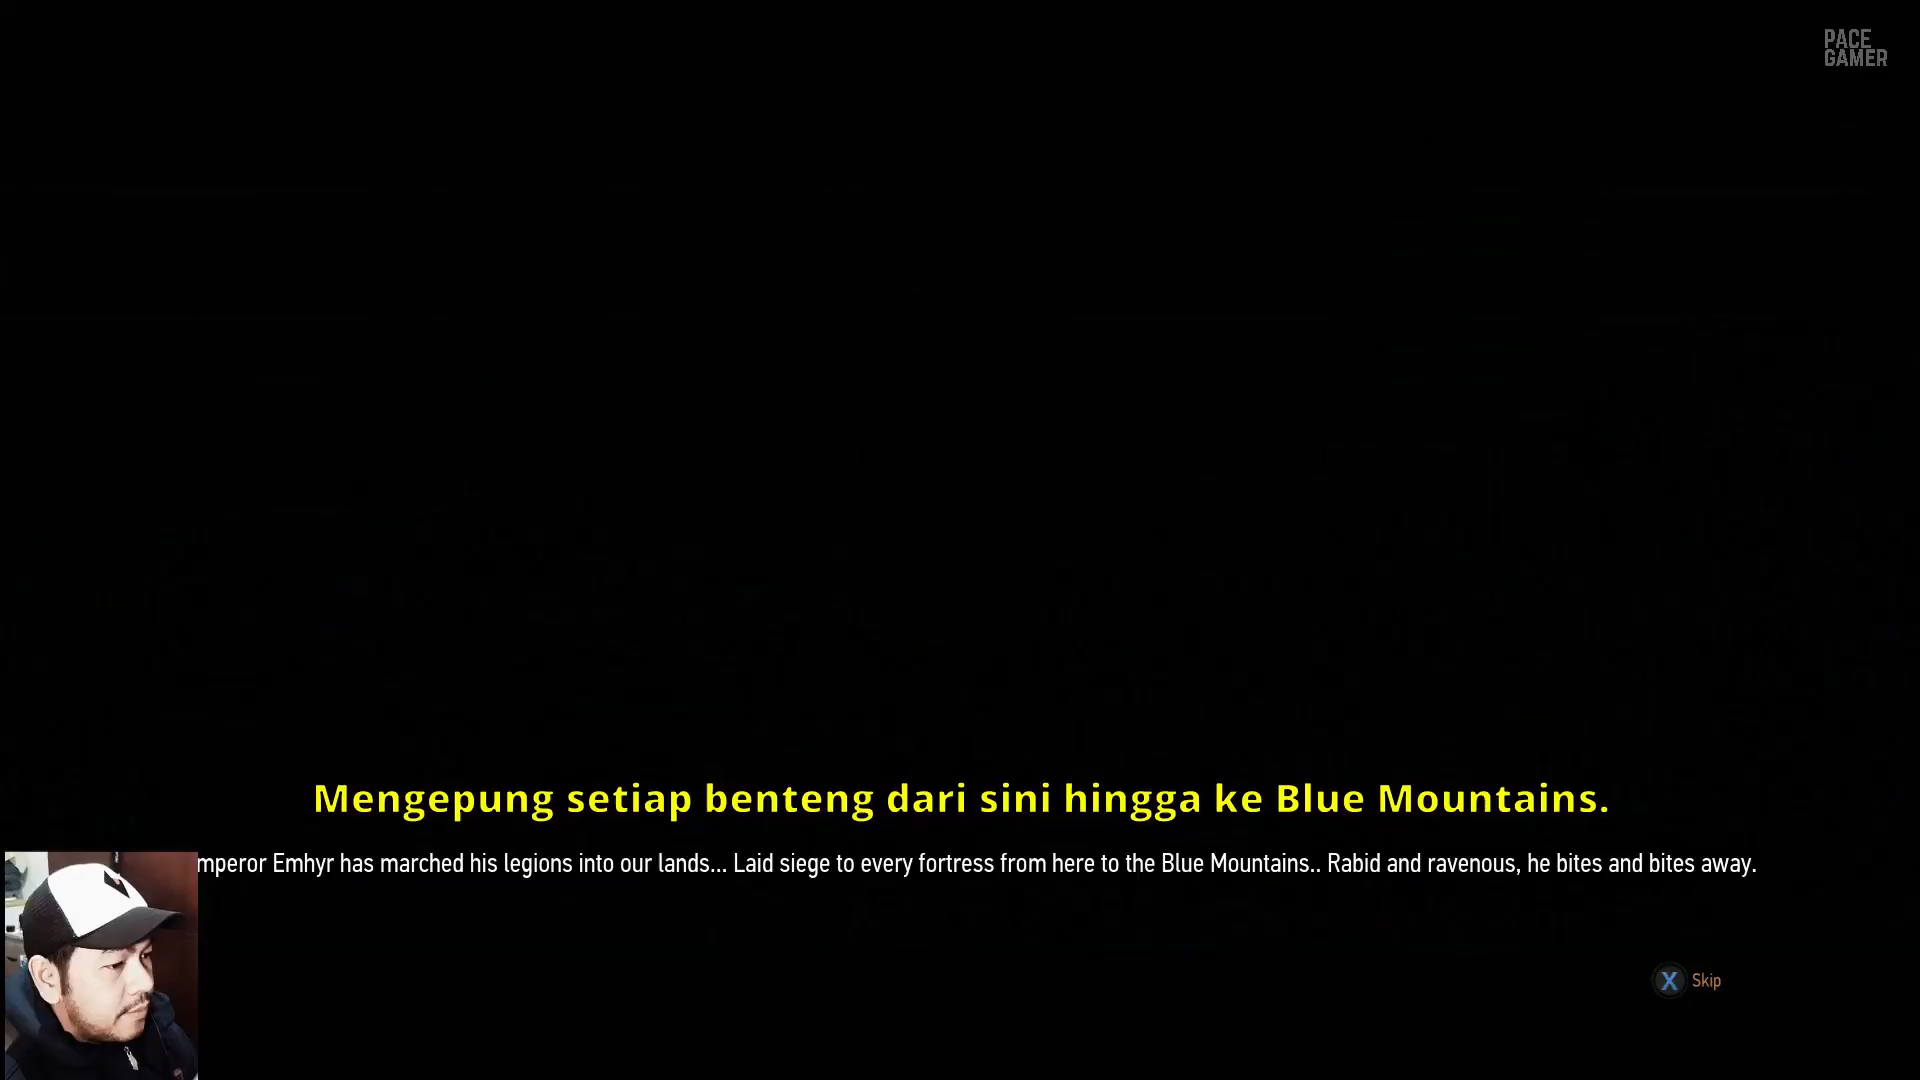 PACE
GAMER
Mengepung setiap benteng dari sini hingga ke Blue Mountains.
mperor Emhyr has marched his legions into our lands... Laid siege to every fortress from here to the Blue Mountains.. Rabid and ravenous, he bites and bites away.
X Skip